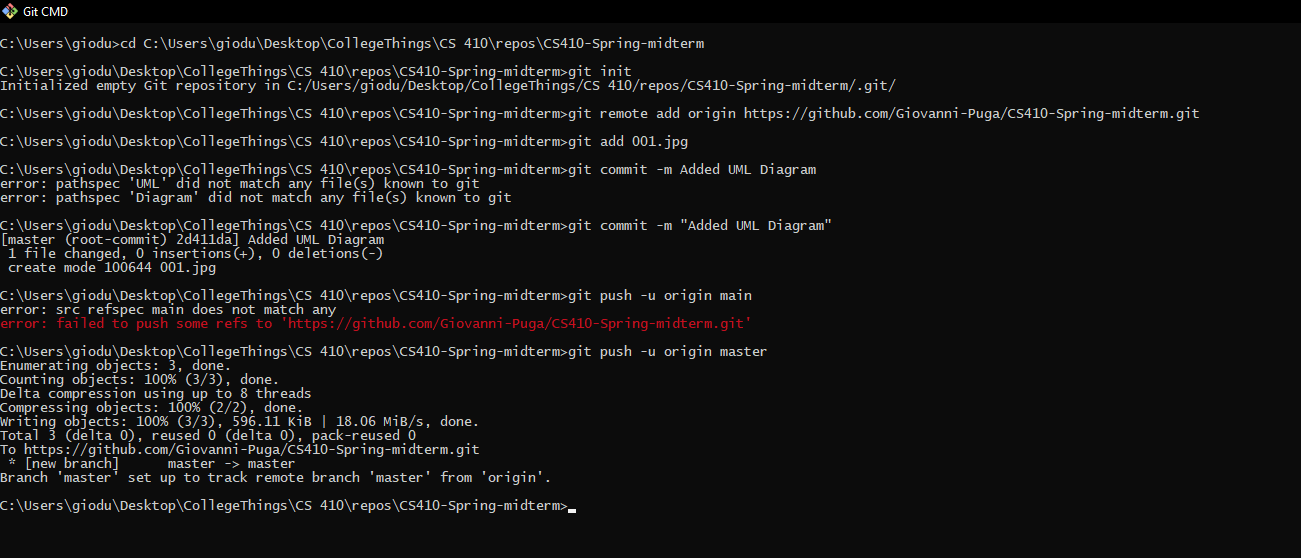 Git CMD
C:\Users\giodu>cd C:\Users\giodu\Desktop\CollegeThings\CS 410\repos\CS410-Spring-midterm
C:\Users\giodu\Desktop\CollegeThings\CS 410\repos\CS410-Spring-midterm>git init
Initialized empty Git repository in C:/Users/giodu/Desktop/CollegeThings/CS 410/repos/CS410-Spring-midterm/.git/
C:\Users\giodu\Desktop\CollegeThings\CS 410\repos\CS410-Spring-midterm>git remote add origin https://github.com/Giovanni-Puga/CS410-Spring-midterm.git
C:\Users\giodu\Desktop\CollegeThings\CS 410\repos\CS410-Spring-midterm>git add 001.jpg
C:\Users\giodu\Desktop\CollegeThings\CS 410\repos\CS410-Spring-midterm>git commit -m Added UML Diagram
error: pathspec 'UML' did not match any file(s) known to git
error: pathspec 'Diagram' did not match any file(s) known to git
C:\Users\giodu\Desktop\CollegeThings\CS 410\repos\CS410-Spring-midterm>git commit -m "Added UML Diagram"
[master (root-commit) 2d411da] Added UML Diagram
 1 file changed, 0 insertions(+), 0 deletions(-)
 create mode 100644 001.jpg
C:\Users\giodu\Desktop\CollegeThings\CS 410\repos\CS410-Spring-midterm>git push -u origin main
error: src refspec main does not match any
error: failed to push some refs to 'https://github.com/Giovanni-Puga/CS410-Spring-midterm.git'
C:\Users\giodu\Desktop\CollegeThings\CS 410\repos\CS410-Spring-midterm>git push -u origin master
Enumerating objects: 3, done.
Counting objects: 100% (3/3), done.
Delta compression using up to 8 threads
Compressing objects: 100% (2/2), done.
Writing objects: 100% (3/3), 596.11 KiB | 18.06 MiB/s, done.
Total 3 (delta 0), reused 0 (delta 0), pack-reused 0
To https://github.com/Giovanni-Puga/CS410-Spring-midterm.git
 * [new branch]      master -> master
Branch 'master' set up to track remote branch 'master' from 'origin'.
C:\Users\giodu\Desktop\CollegeThings\CS 410\repos\CS410-Spring-midterm>